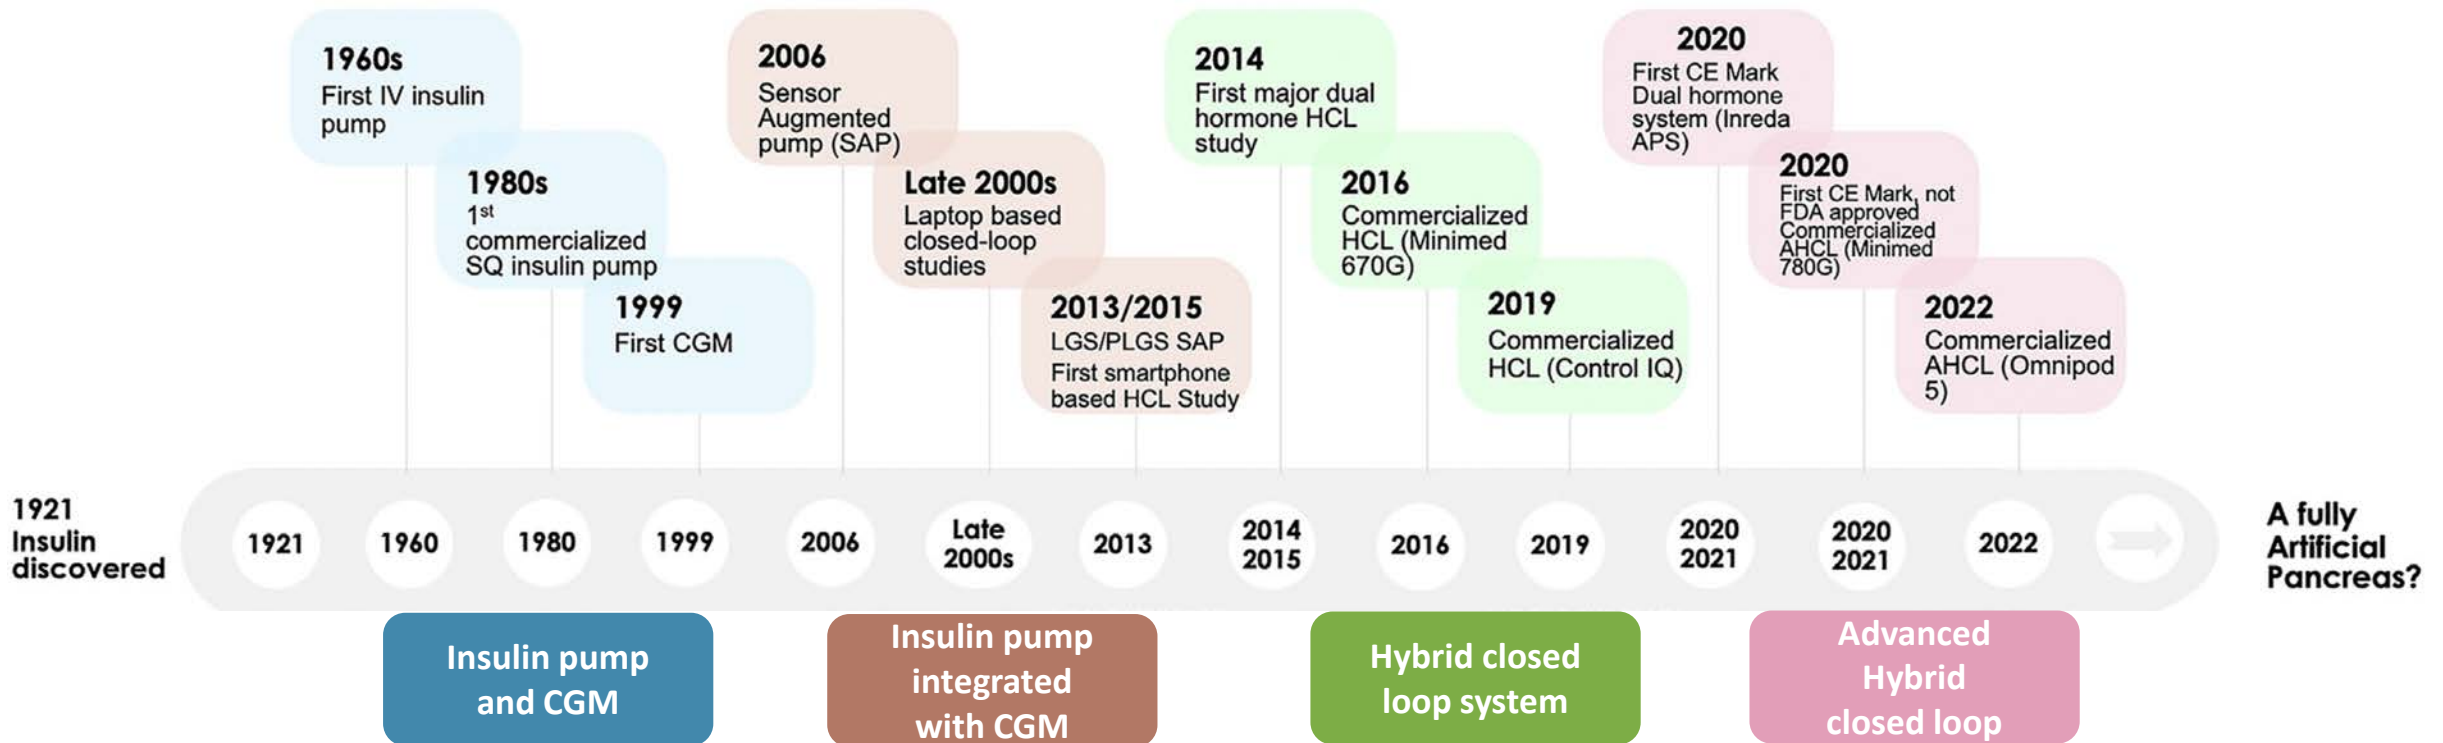 1960s
First IV insulin
pump
1980s
1st
commercialized
SQ insulin pump
1999
First CGM
2006
Sensor
Augmented
pump (SAP)
Late 2000s
Laptop based
closed-loop
studies
2013/2015
LGS/PLGS SAP
First smartphone
based HCL Study
2014
First major dual
hormone HCL
study
2016
Commercialized
HCL (Minimed
670G)
2019
Commercialized
HCL (Control IQ)
2020
First CE Mark
Dual hormone
system (Inreda
APS)
2020
First CE Mark, not
FDA approved
Commercialized
AHCL (Minimed
780G)
2022
Commercialized
AHCL (Omnipod
5)
1921
Insulin
discovered
1921
1960
1980
1999
2006
Late
2000s
2013
2014
2015
2016
2019
2020
2021
2020
2021
2022
A fully
Artificial
Pancreas?
Insulin pump
and CGM
Insulin pump
integrated
with CGM
Hybrid closed
loop system
Advanced
Hybrid
closed loop